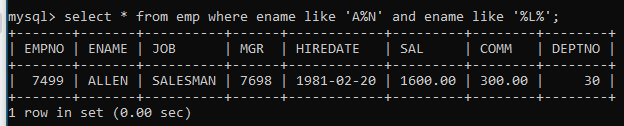 mysql> select * from emp where ename like 'A%N' and ename like '%L%';
+-------+-------+----------+------+------------+---------+--------+--------+
| EMPNO | ENAME | JOB      | MGR  | HIREDATE   | SAL     | COMM   | DEPTNO |
+-------+-------+----------+------+------------+---------+--------+--------+
|  7499 | ALLEN | SALESMAN | 7698 | 1981-02-20 | 1600.00 | 300.00 |     30 |
+-------+-------+----------+------+------------+---------+--------+--------+
1 row in set (0.00 sec)